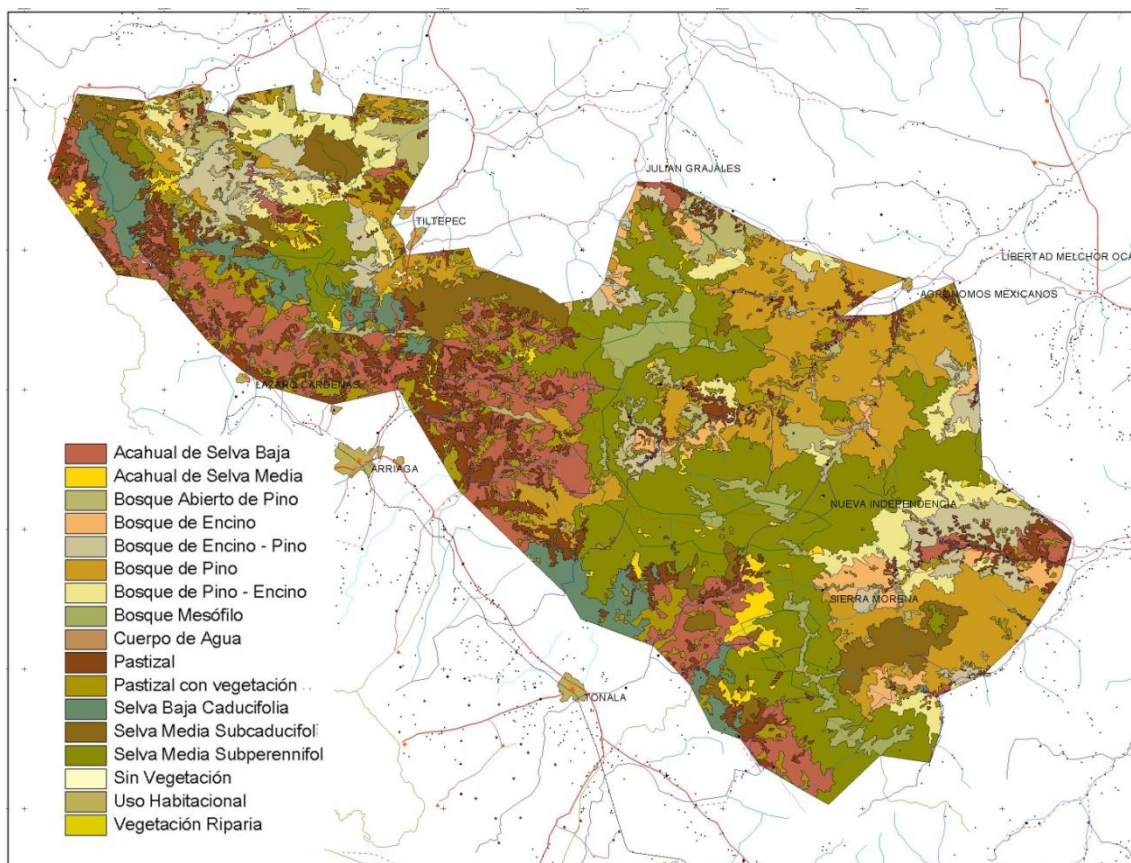 JULIAN GRAJALES
TILTEPEC
LIBERTAD MELCHOR OCA
AGRONOMOS MEXICANOS
LAZARO CARDENAS
ARRIAGA
NUEVA INDEPENDENCIA
SIERRA MORENA
TONALA
Acahual de Selva Baja
Acahual de Selva Media
Bosque Abierto de Pino
Bosque de Encino
Bosque de Encino - Pino
Bosque de Pino
Bosque de Pino - Encino
Bosque Mesófilo
Cuerpo de Agua
Pastizal
Pastizal con vegetación
Selva Baja Caducifolia
Selva Media Subcaducifol
Selva Media Subperennifol
Sin Vegetación
Uso Habitacional
Vegetación Riparia